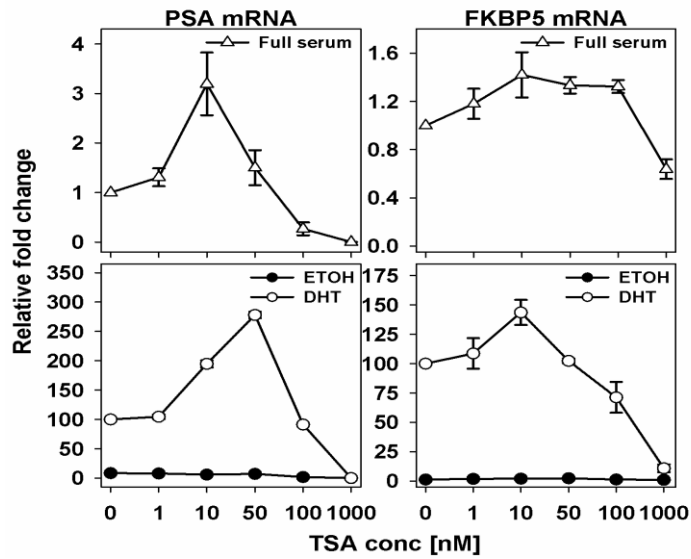 PSA mRNA
FKBP5 mRNA
Relative fold change
Full serum
4
3
2
1
0
Full serum
1.6
1.2
0.8
0.4
0.0
ETOH
DHT
350
300
250
200
150
100
50
0
0 1 10 50 100 1000
ETOH
DHT
175
150
125
100
75
50
25
0
0 1 10 50 100 1000
TSA conc [nM]